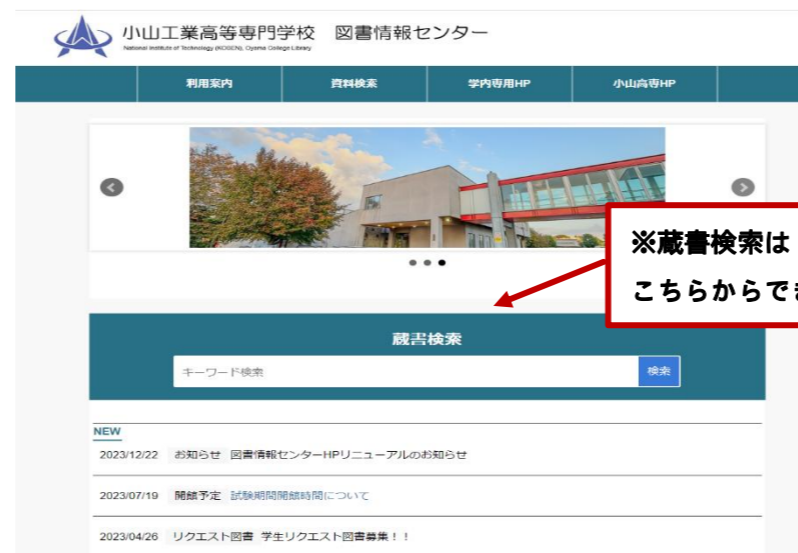 小山工業高等専門学校　図書情報センター
National Institute of Technology (KOSEN), Oyama College Library
利用案内　資料検索　学内専用HP　小山高専HP
※蔵書検索は
こちらからでき
蔵書検索
キーワード検索　検索
NEW
2023/12/22　お知らせ　図書情報センターHPリニューアルのお知らせ
2023/07/19　開館予定　試験期間開館時間について
2023/04/26　リクエスト図書　学生リクエスト図書募集！！